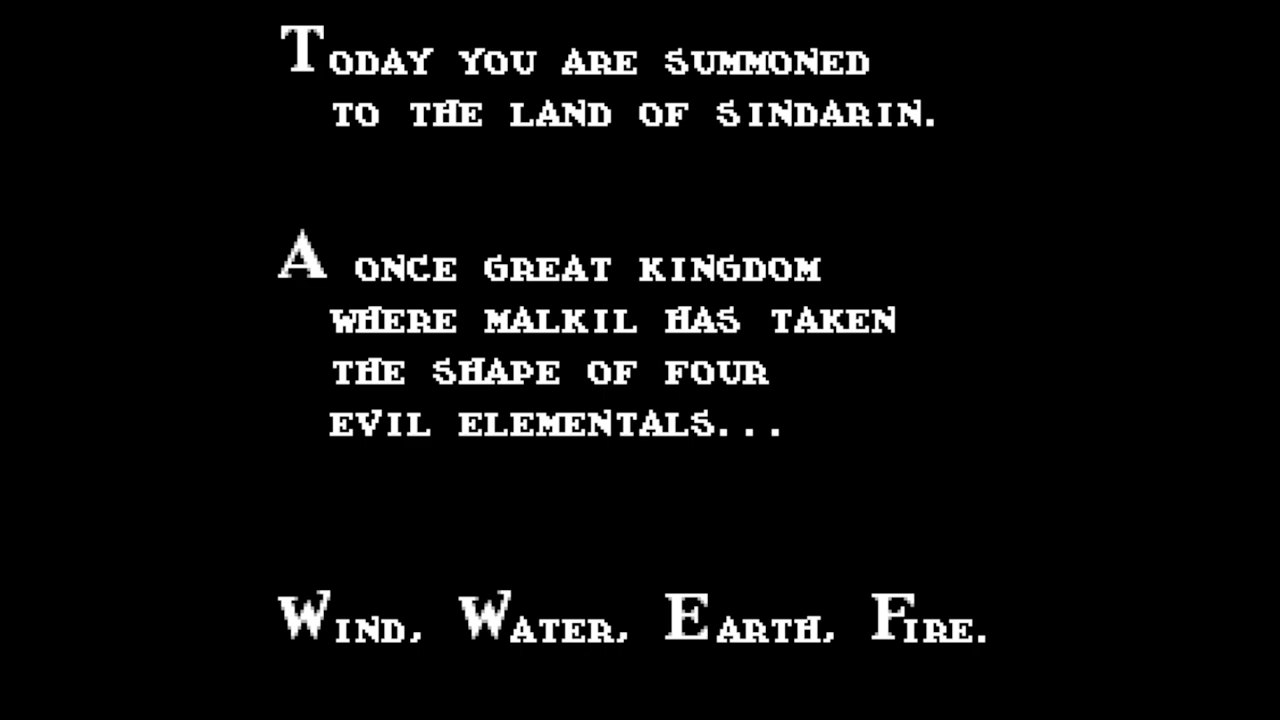 TODAY YOU ARE SUMMONED
TO THE LAND OF SINDARIN.
A ONCE GREAT KINGDOM
WHERE MALKIL HAS TAKEN
THE SHAPE OF FOUR
EVIL ELEMENTALS...
WIND, WATER, EARTH, FIRE.